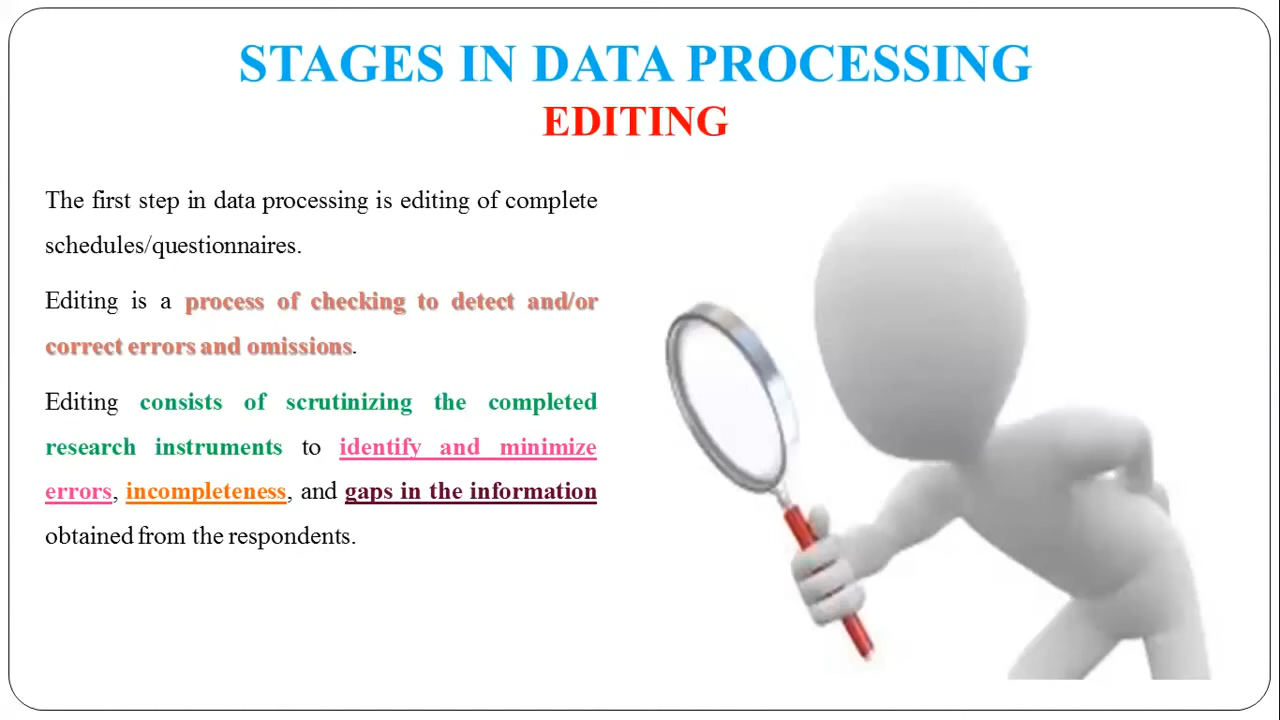 STAGES IN DATA PROCESSING
EDITING
The first step in data processing is editing of complete
schedules/questionnaires.
Editing is a process of checking to detect and/or
correct errors and omissions.
Editing consists of scrutinizing the completed
research instruments to identify and minimize
errors, incompleteness, and gaps in the information
obtained from the respondents.